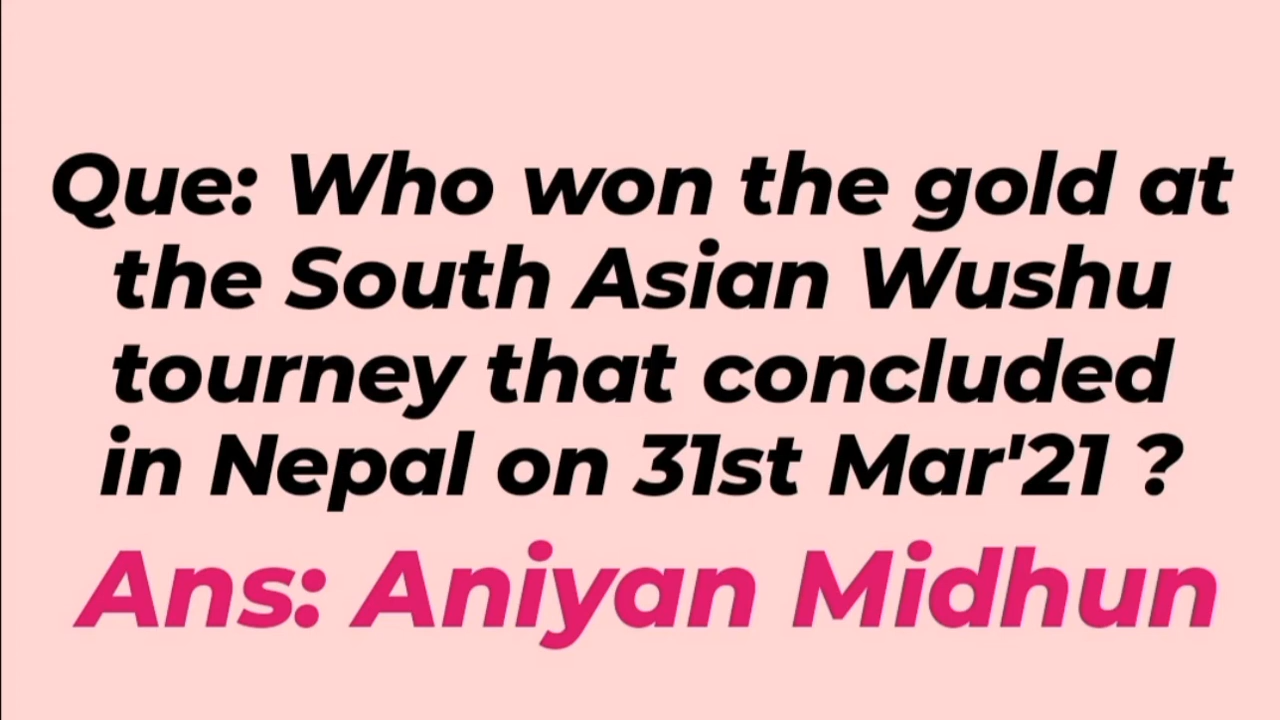 Que: Who won the gold at
the South Asian Wushu
tourney that concluded
in Nepal on 31st Mar'21 ?
Ans: Aniyan Midhun